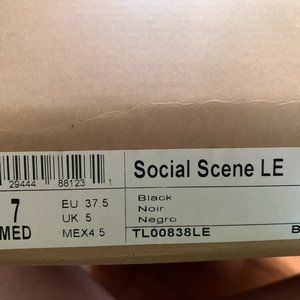 29444 88123 1
Social Scene LE
7 EU 37.5
UK 5
MED MEX4.5
Black
Noir
Negro
TL00838LE B